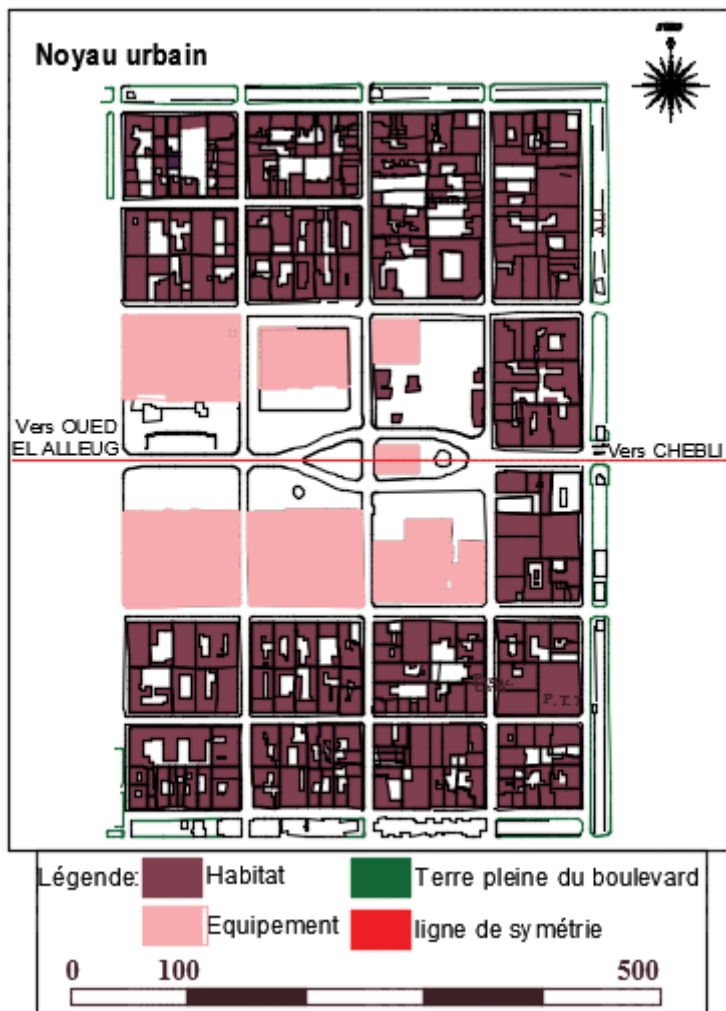 Noyau urbain
Vers OUED
EL ALLEUG
Vers CHEBLI
P.T.T
Légende:
Habitat
Terre pleine du boulevard
Equipement
ligne de symétrie
0 100 500